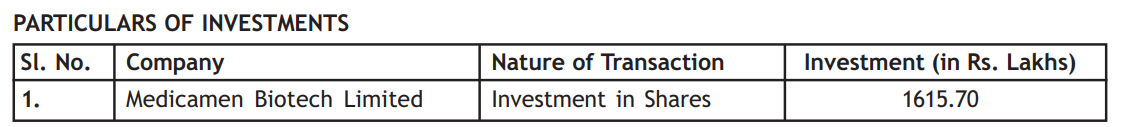 PARTICULARS OF INVESTMENTS
Sl. No. Company Nature of Transaction Investment (in Rs. Lakhs)
1. Medicamen Biotech Limited Investment in Shares 1615.70